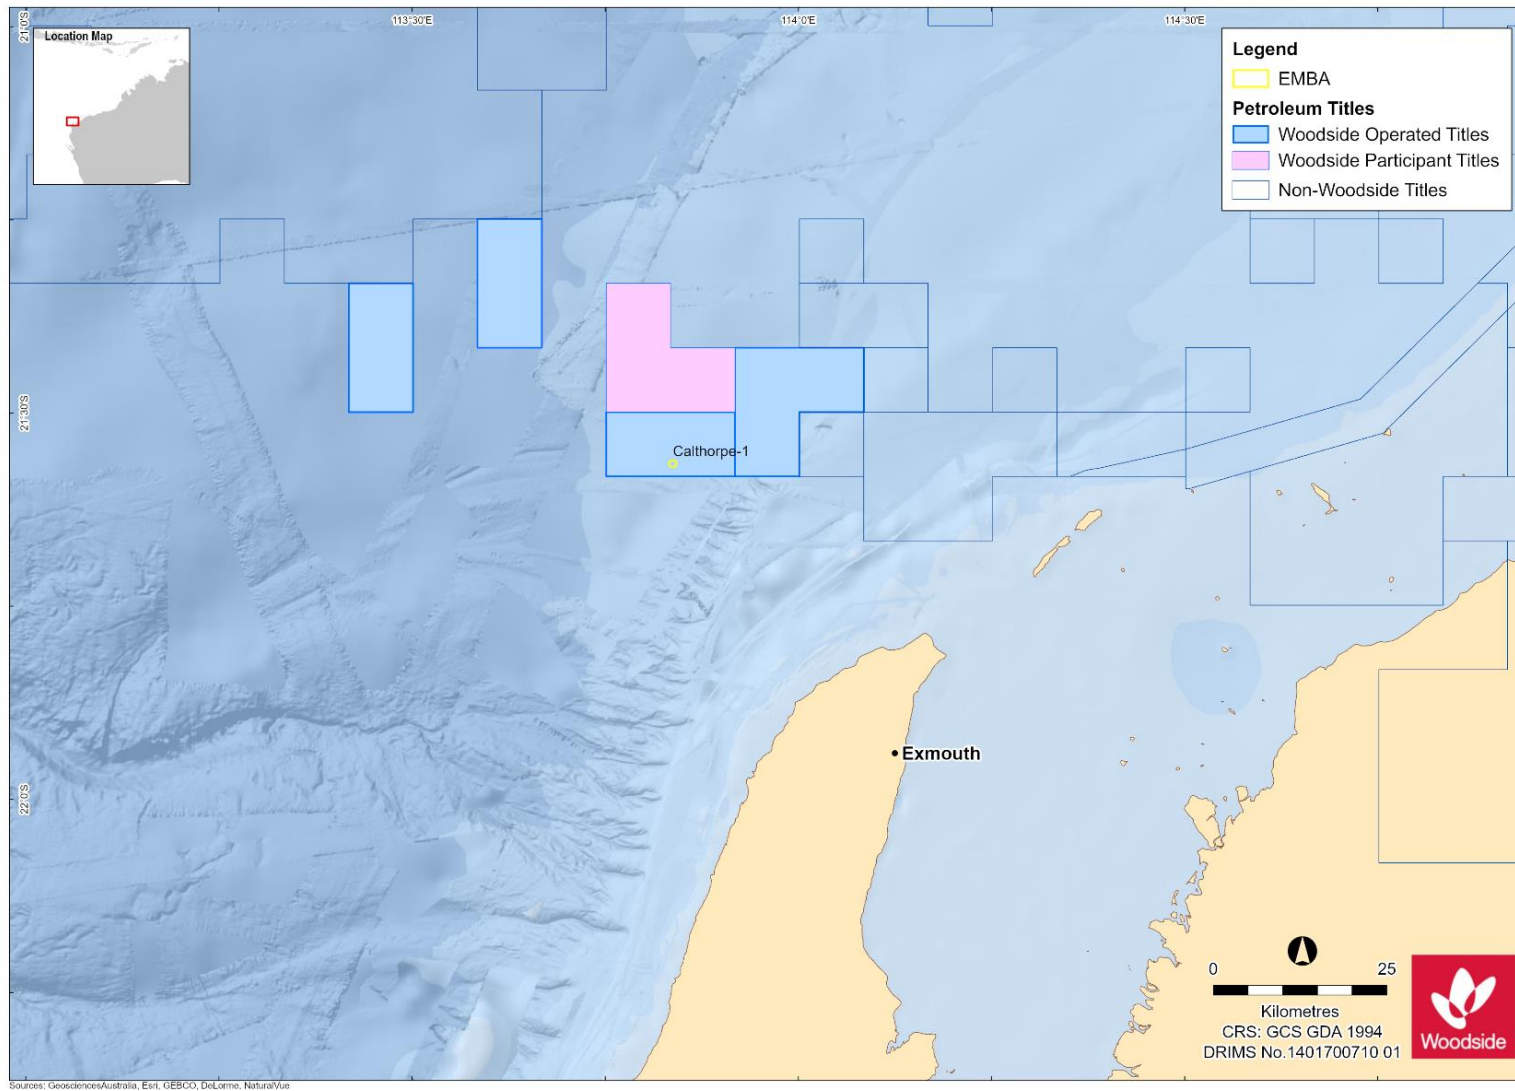 113°30'E
114°0'E
114°30'E
21°0'S
Location Map
Legend
EMBA
Petroleum Titles
Woodside Operated Titles
Woodside Participant Titles
Non-Woodside Titles
21°30'S
Calthorpe-1
Exmouth
22°0'S
0 25
Kilometres
CRS: GCS GDA 1994
DRIMS No.1401700710 01
Woodside
Sources: GeosciencesAustralia, Esri, GEBCO, DeLorme, NaturalVue